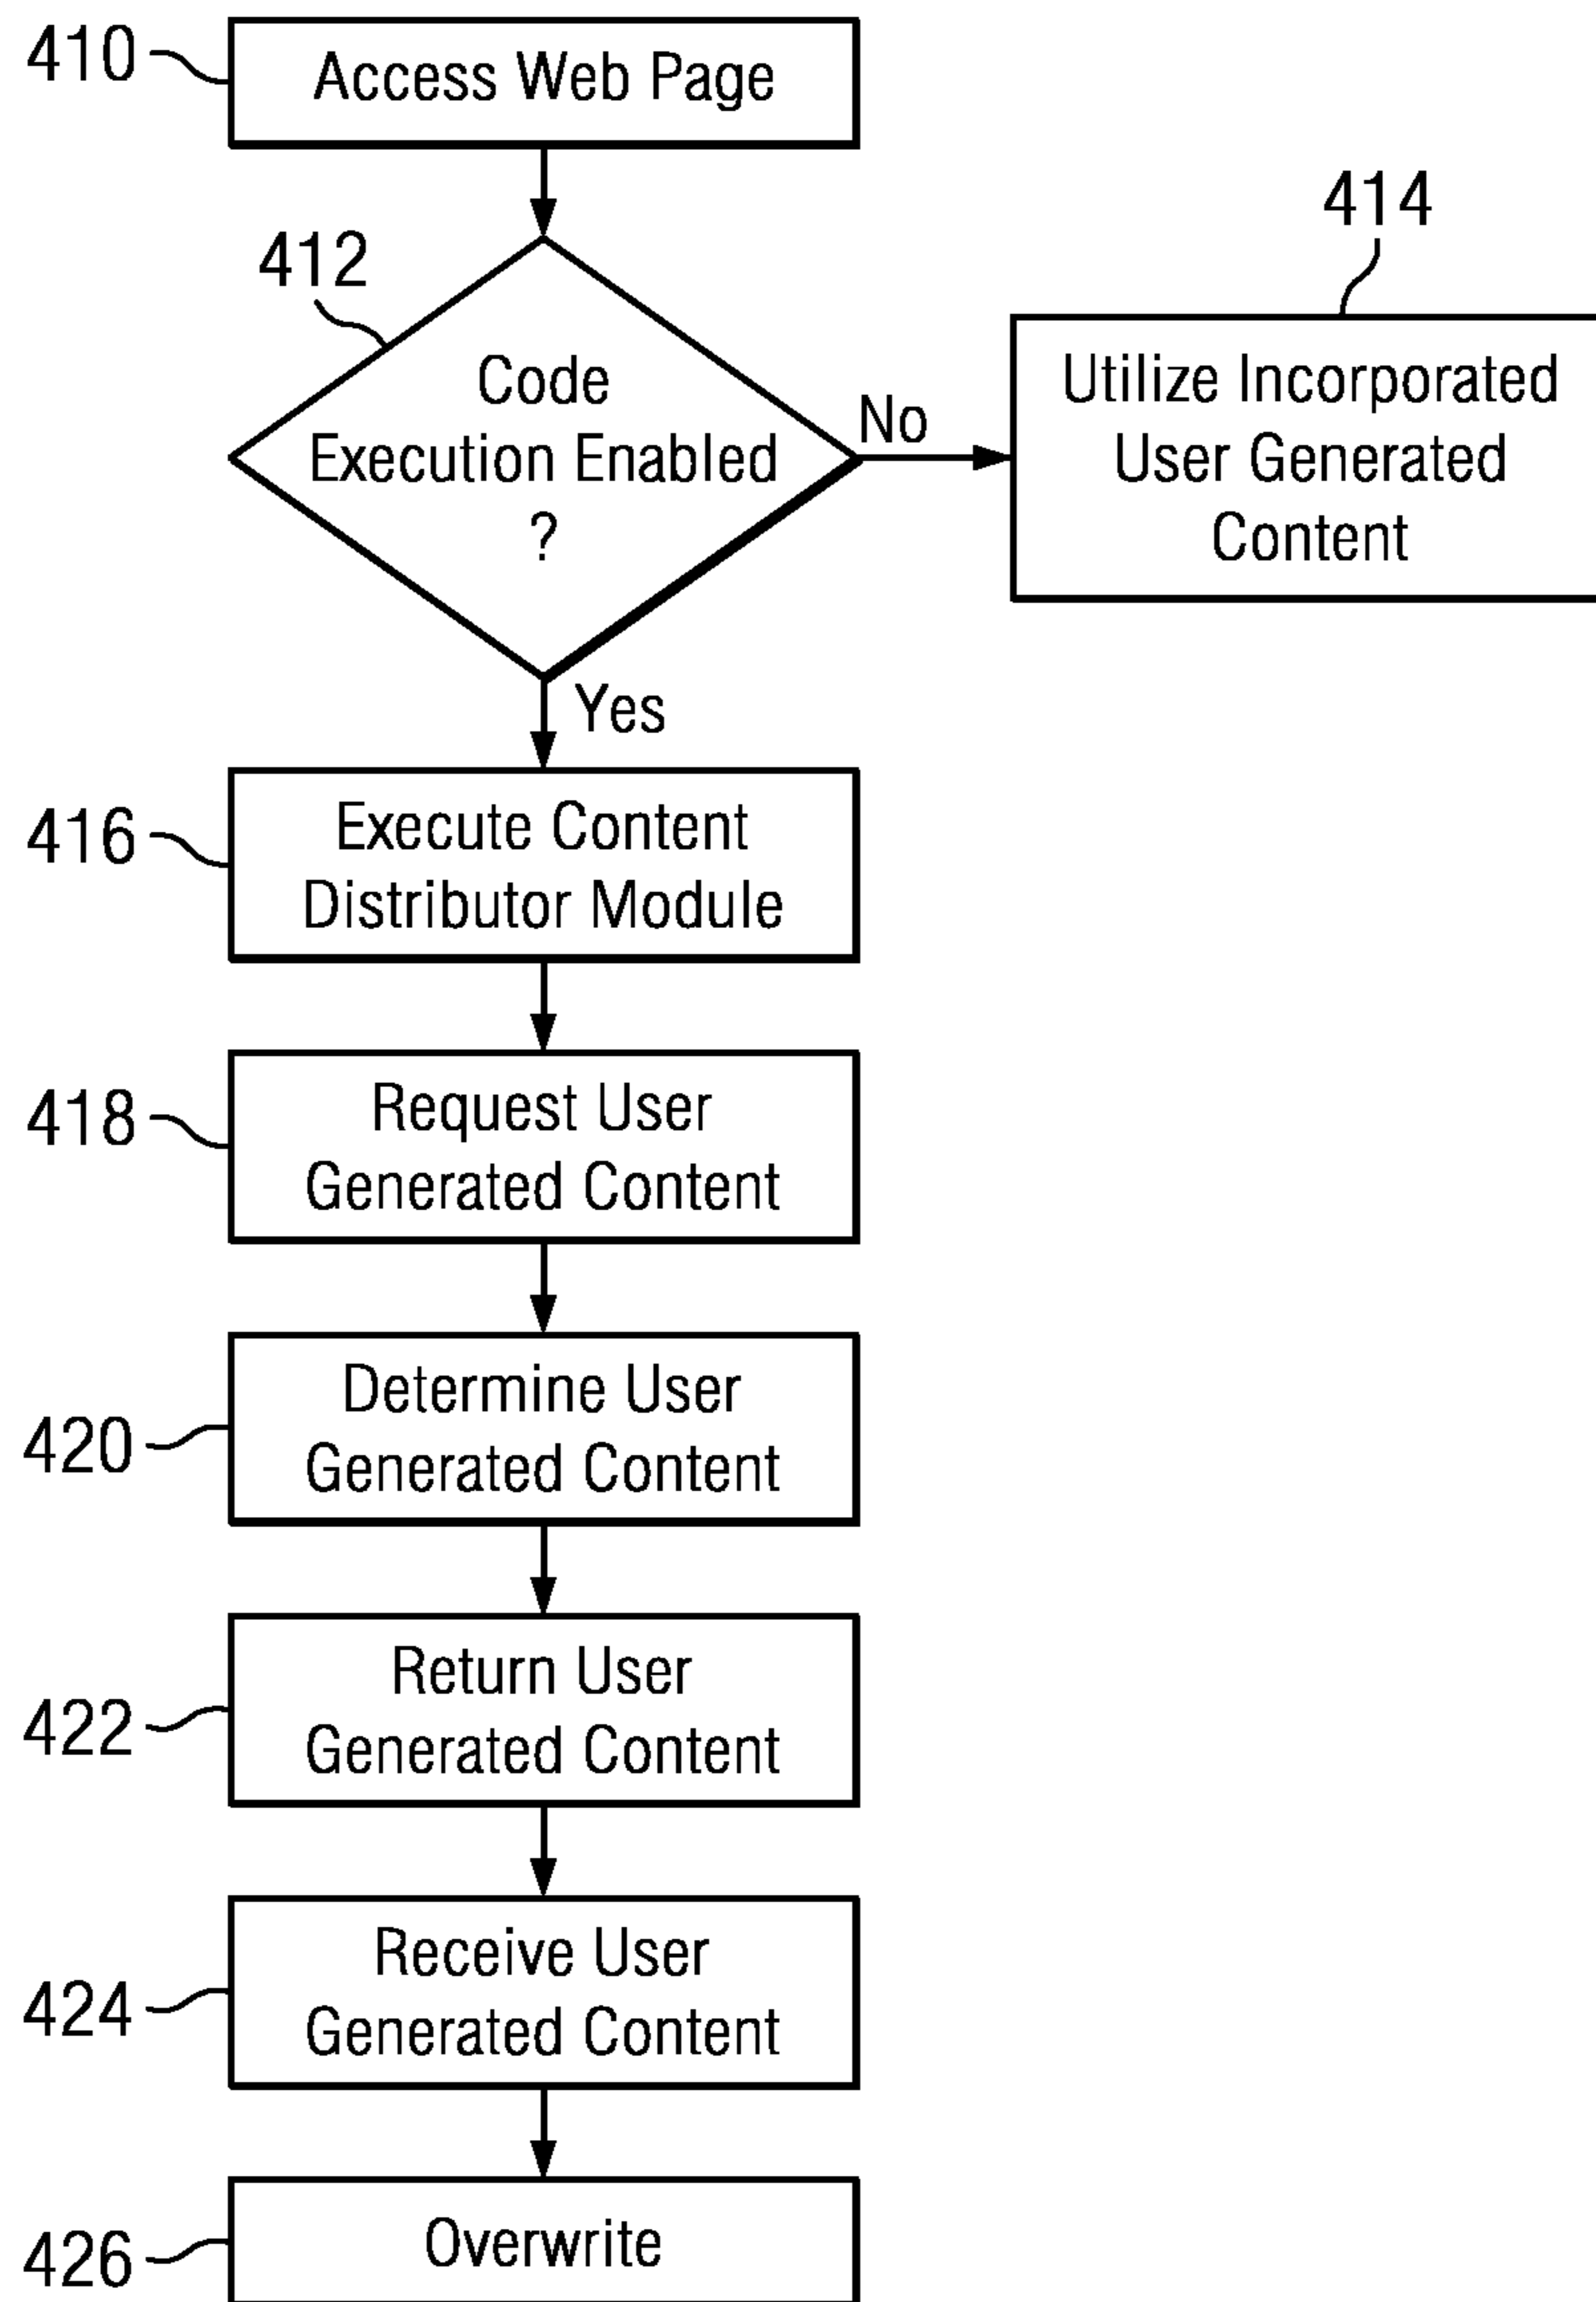 410
Access Web Page
412
Code
Execution Enabled
?
No
414
Utilize Incorporated
User Generated
Content
Yes
416
Execute Content
Distributor Module
418
Request User
Generated Content
420
Determine User
Generated Content
422
Return User
Generated Content
424
Receive User
Generated Content
426
Overwrite